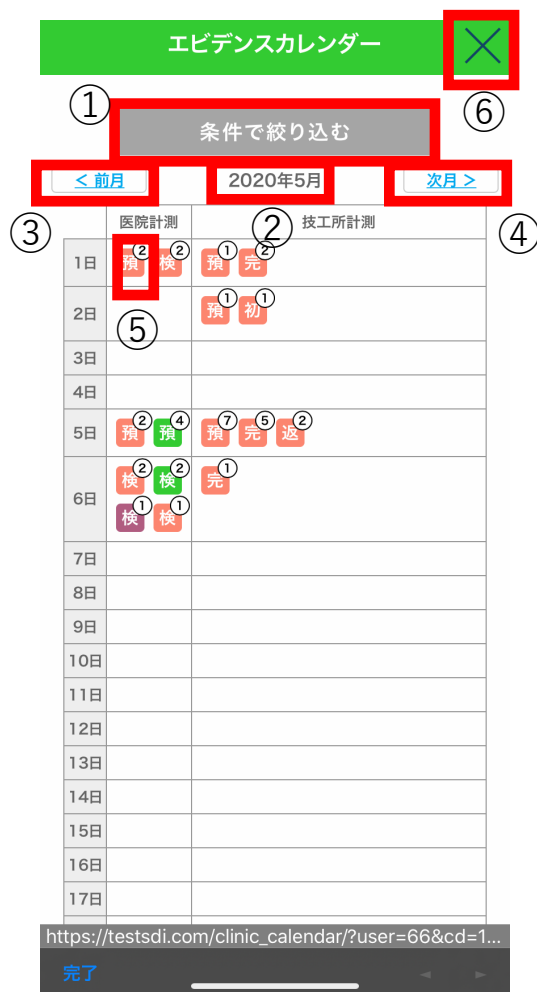 エビデンスカレンダー
⑥
①
条件で絞り込む
< 前月 2020年5月 次月 >
③ ② ④
医院計測 技工所計測
1日 預2 検2 預1 完2
⑤
2日 預1 初1
3日
4日
5日 預2 預4 預7 完5 返2
6日 検2 検2 完1
検1 検1
7日
8日
9日
10日
11日
12日
13日
14日
15日
16日
17日
https://testsdi.com/clinic_calendar/?user=66&cd=1...
完了